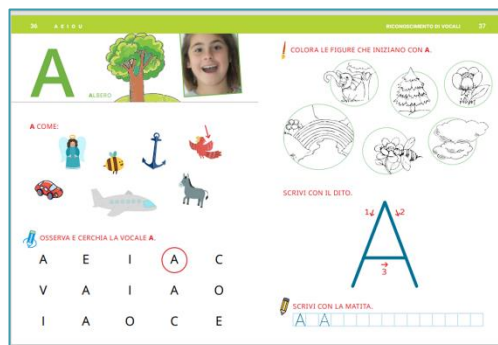 36 A E I O U
A
ALBERO
A COME:
OSSERVA E CERCHIA LA VOCALE A.
A E I A C
V A I A O
I A O C E
RICONOSCIMENTO DI VOCALI 37
COLORA LE FIGURE CHE INIZIANO CON A.
SCRIVI CON IL DITO.
1 2
A
3
SCRIVI CON LA MATITA.
A A